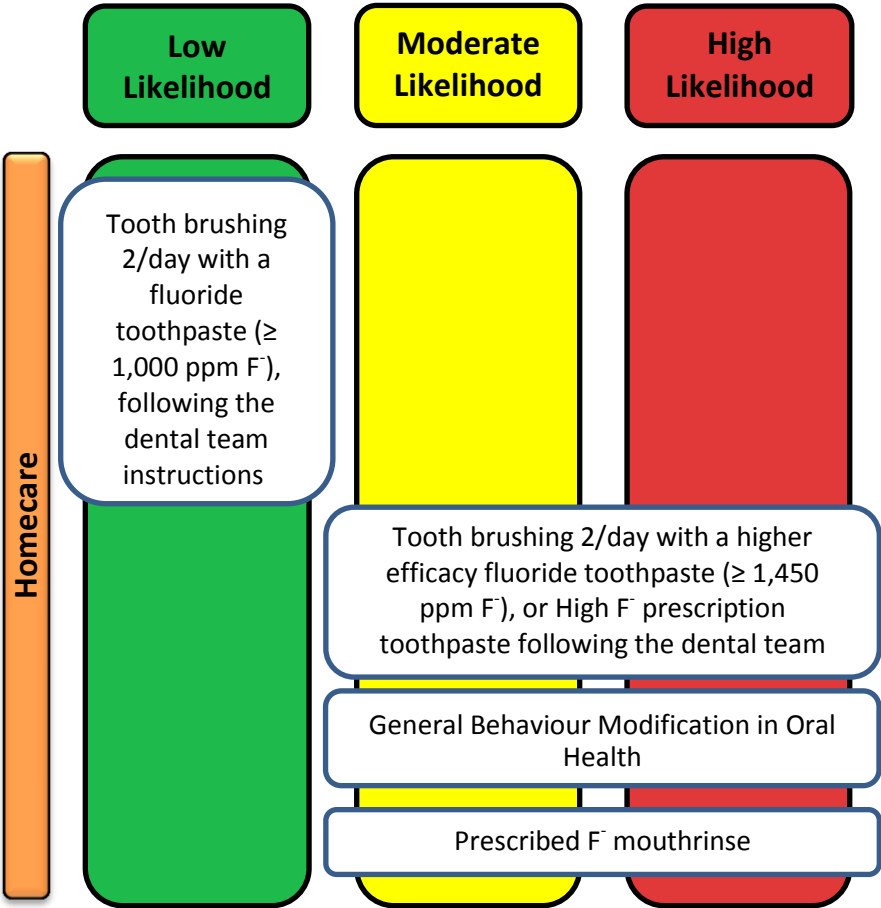 Low
Likelihood
Moderate
Likelihood
High
Likelihood
Homecare
Tooth brushing
2/day with a
fluoride
toothpaste (≥
1,000 ppm F⁻),
following the
dental team
instructions
Tooth brushing 2/day with a higher
efficacy fluoride toothpaste (≥ 1,450
ppm F⁻), or High F⁻ prescription
toothpaste following the dental team
General Behaviour Modification in Oral
Health
Prescribed F⁻ mouthrinse